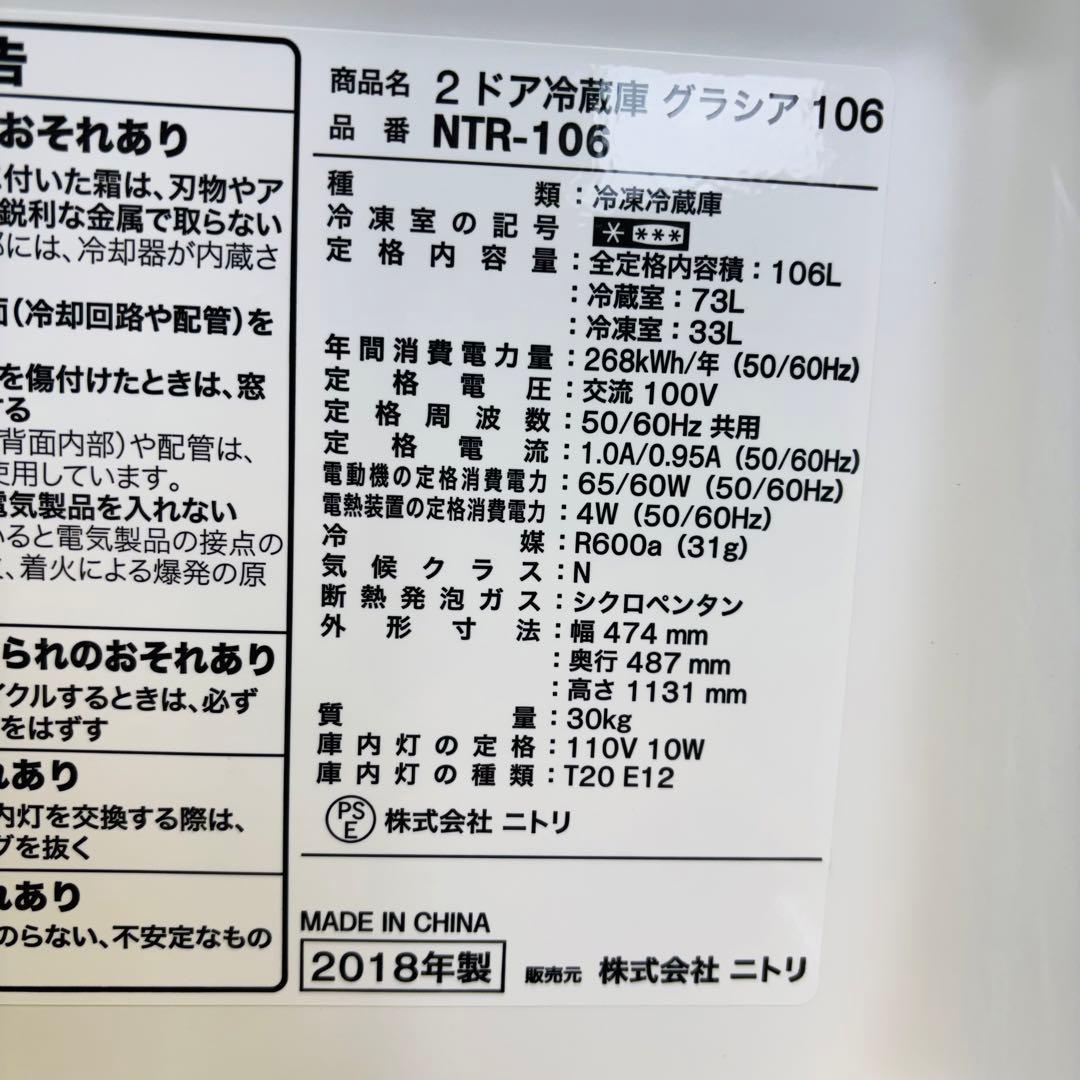 告
おそれあり
付いた霜は、刃物やア
鋭利な金属で取らない
には、冷却器が内蔵さ
面(冷却回路や配管)を
を傷付けたときは、窓
する
背面内部)や配管は、
使用しています。
電気製品を入れない
いると電気製品の接点の
、着火による爆発の原
られのおそれあり
イクルするときは、必ず
をはずす
れあり
内灯を交換する際は、
グを抜く
れあり
のらない、不安定なもの
商品名 2ドア冷蔵庫 グラシア 106
品番 NTR-106
種類:冷凍冷蔵庫
冷凍室の記号 * ***
定格内容量:全定格内容積:106L
:冷蔵室:73L
:冷凍室:33L
年間消費電力量:268kWh/年(50/60Hz)
定格電圧:交流 100V
定格周波数:50/60Hz 共用
定格電流:1.0A/0.95A(50/60Hz)
電動機の定格消費電力:65/60W(50/60Hz)
電熱装置の定格消費電力:4W(50/60Hz)
冷媒:R600a(31g)
気候クラス:N
断熱発泡ガス:シクロペンタン
外形寸法:幅 474 mm
:奥行 487 mm
:高さ 1131 mm
質量:30kg
庫内灯の定格:110V 10W
庫内灯の種類:T20 E12
PSE 株式会社 ニトリ
MADE IN CHINA
2018年製 販売元 株式会社 ニトリ